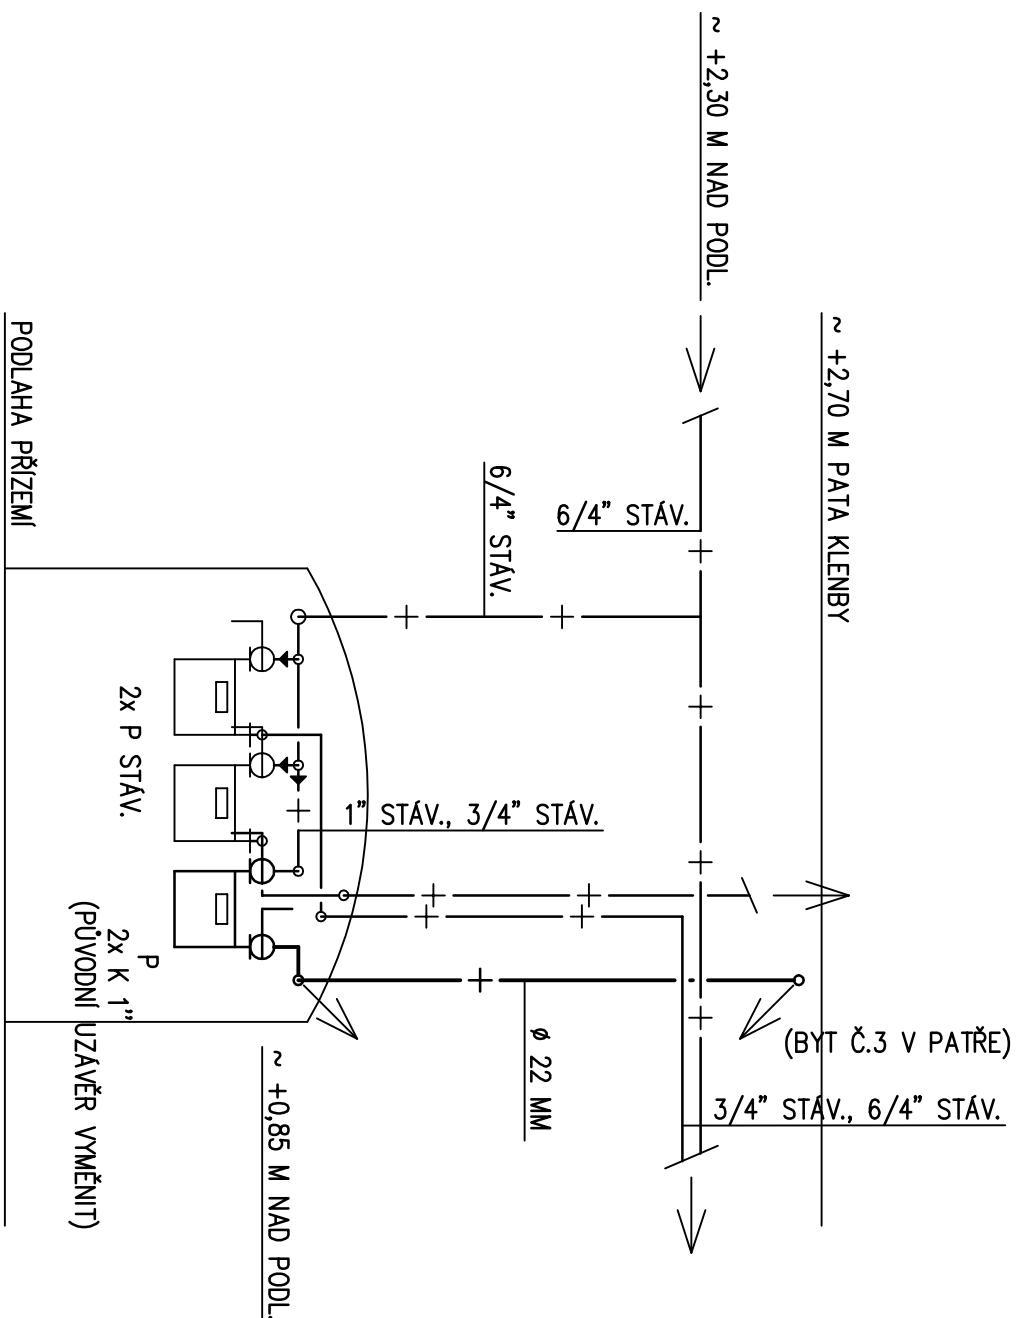 ~ +2,30 M NAD PODL.
~ +2,70 M PATA KLENBY
PODLAHA PŘÍZEMÍ
6/4" STÁV.
6/4" STÁV.
2x P STÁV.
1" STÁV., 3/4" STÁV.
P
2x K 1"
(PŮVODNÍ UZÁVĚR VYMĚNIT)
ø 22 MM
(BYT Č.3 V PATŘE)
3/4" STÁV., 6/4" STÁV.
~ +0,85 M NAD PODL.